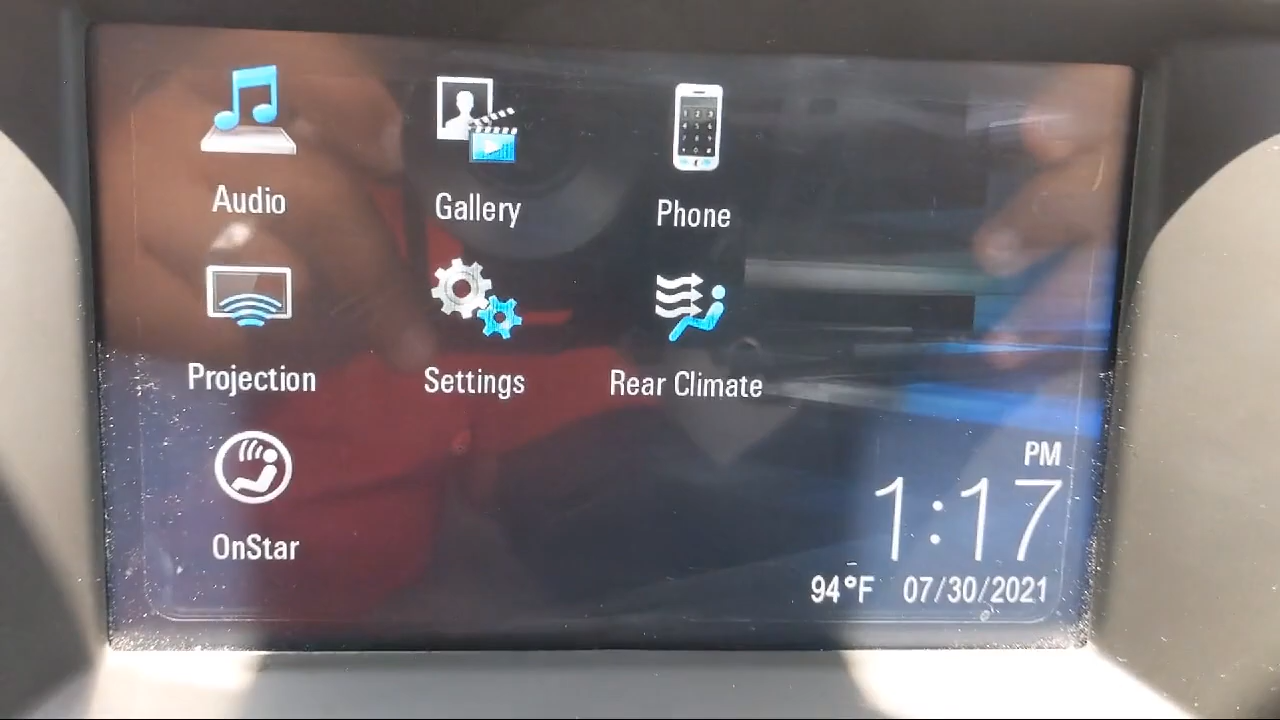 Audio
Gallery
Phone
Projection
Settings
Rear Climate
OnStar
PM
1:17
94°F 07/30/2021